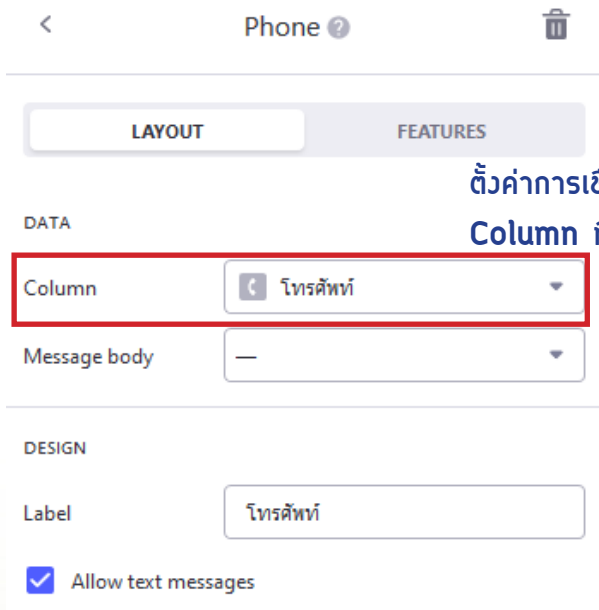 Phone
LAYOUT FEATURES
ตั้งค่าการเชื
DATA
Column
Column โทรศัพท์
Message body —
DESIGN
Label โทรศัพท์
Allow text messages